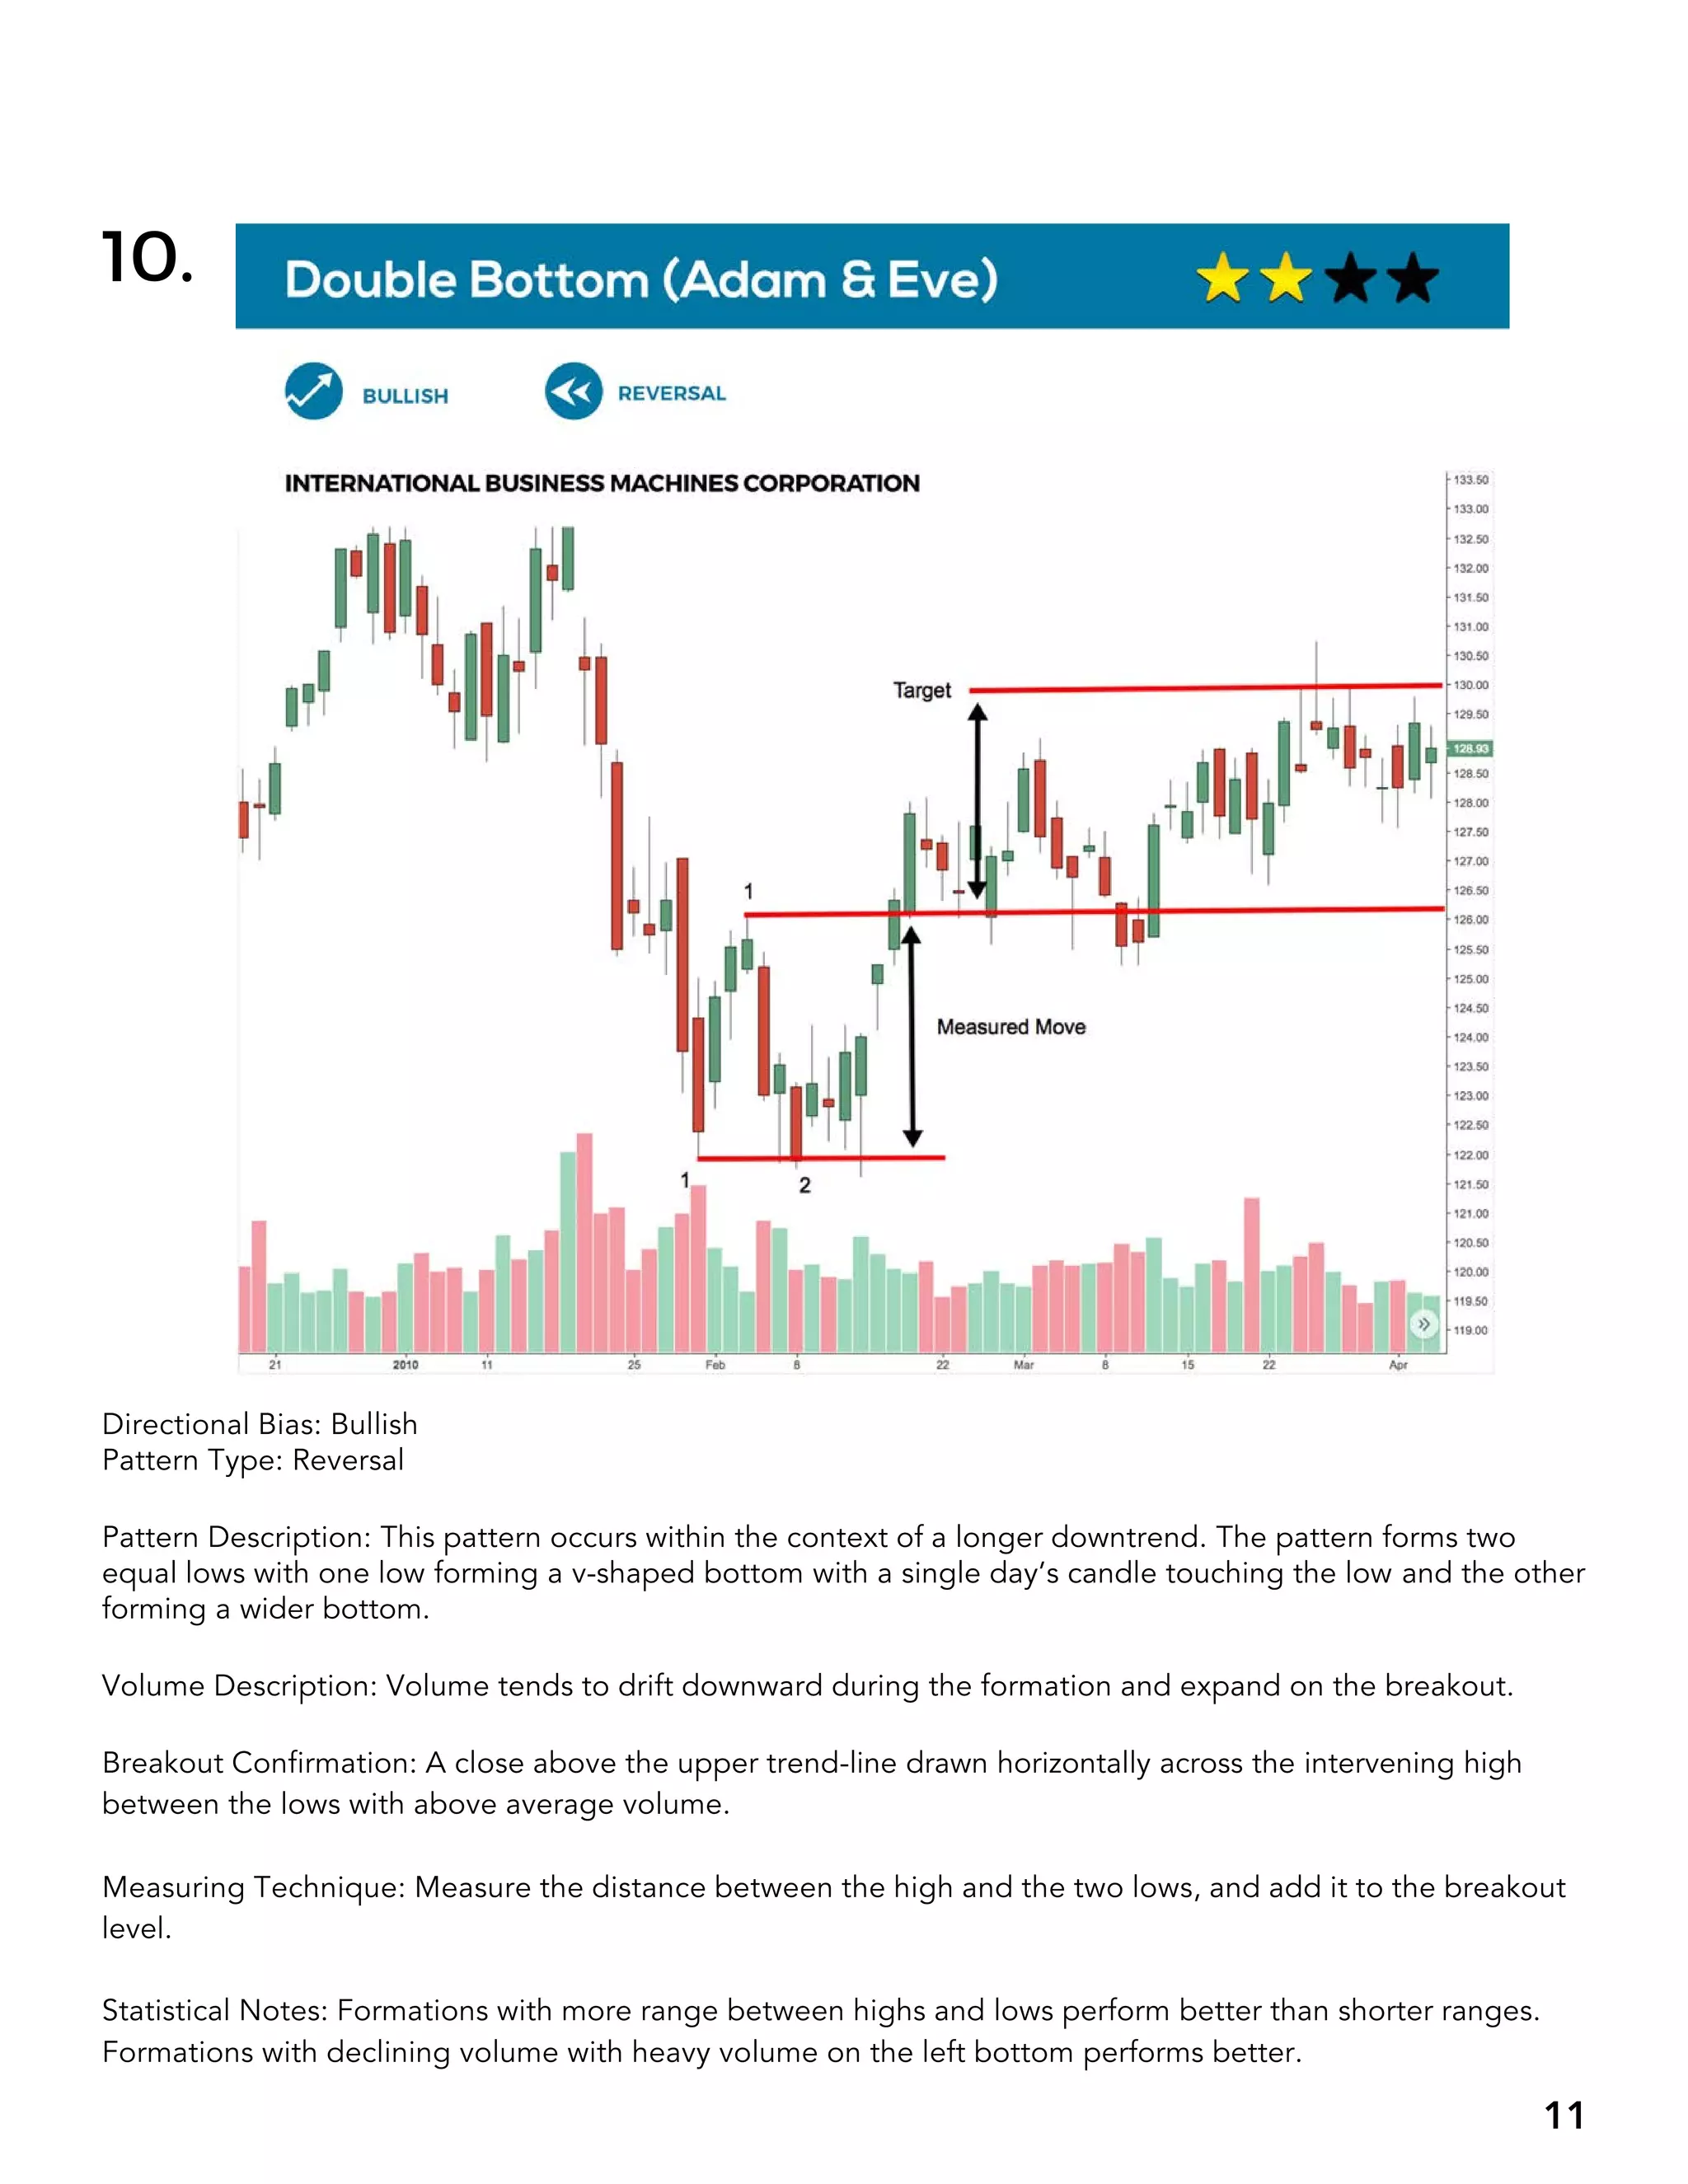 10.
Double Bottom (Adam & Eve)
BULLISH
REVERSAL
INTERNATIONAL BUSINESS MACHINES CORPORATION
133.50
133.00
132.50
132.00
131.50
131.00
130.50
Target
130.00
129.50
128.93
128.50
128.00
127.50
127.00
1
126.50
126.00
125.50
125.00
124.50
Measured Move
124.00
123.50
123.00
122.50
122.00
1
2
121.50
121.00
120.50
120.00
119.50
119.00
21 2010 11 25 Feb 8 22 Mar 8 15 22 Apr
Directional Bias: Bullish
Pattern Type: Reversal
Pattern Description: This pattern occurs within the context of a longer downtrend. The pattern forms two
equal lows with one low forming a v-shaped bottom with a single day’s candle touching the low and the other
forming a wider bottom.
Volume Description: Volume tends to drift downward during the formation and expand on the breakout.
Breakout Confirmation: A close above the upper trend-line drawn horizontally across the intervening high
between the lows with above average volume.
Measuring Technique: Measure the distance between the high and the two lows, and add it to the breakout
level.
Statistical Notes: Formations with more range between highs and lows perform better than shorter ranges.
Formations with declining volume with heavy volume on the left bottom performs better.
11